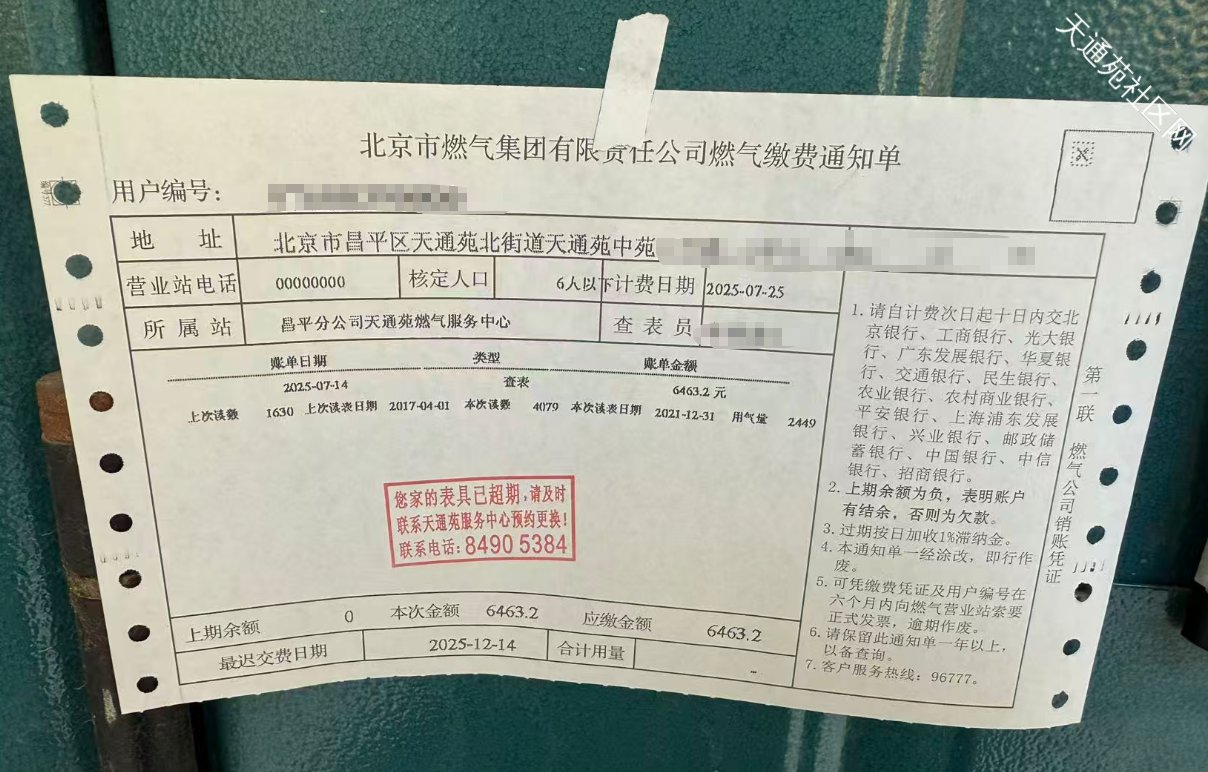 天通苑社区网
北京市燃气集团有限责任公司燃气缴费通知单
用户编号：
地 址 北京市昌平区天通苑北街道天通苑中苑
营业站电话 00000000 核定人口 6人以下 计费日期 2025-07-25
所属站 昌平分公司天通苑燃气服务中心 查表员
账单日期 类型 账单金额
2025-07-14 查表 6463.2 元
上次读数 1630 上次读表日期 2017-04-01 本次读数 4079 本次读表日期 2021-12-31 用气量 2449
您家的表具已超期，请及时
联系天通苑服务中心预约更换！
联系电话：8490 5384
上期余额 0 本次金额 6463.2 应缴金额 6463.2
最迟交费日期 2025-12-14 合计用量 --
1. 请自计费次日起十日内交北
京银行、工商银行、光大银
行、广东发展银行、华夏银
行、交通银行、民生银行、
农业银行、农村商业银行、
平安银行、上海浦东发展
银行、兴业银行、邮政储
蓄银行、中国银行、中信
银行、招商银行。
2. 上期余额为负，表明账户
有结余，否则为欠款。
3. 过期按日加收1%滞纳金。
4. 本通知单一经涂改，即行作
废。
5. 可凭缴费凭证及用户编号在
六个月内向燃气营业站索要
正式发票，逾期作废。
6. 请保留此通知单一年以上，
以备查询。
7. 客户服务热线：96777。
第一联 燃气公司销账凭证